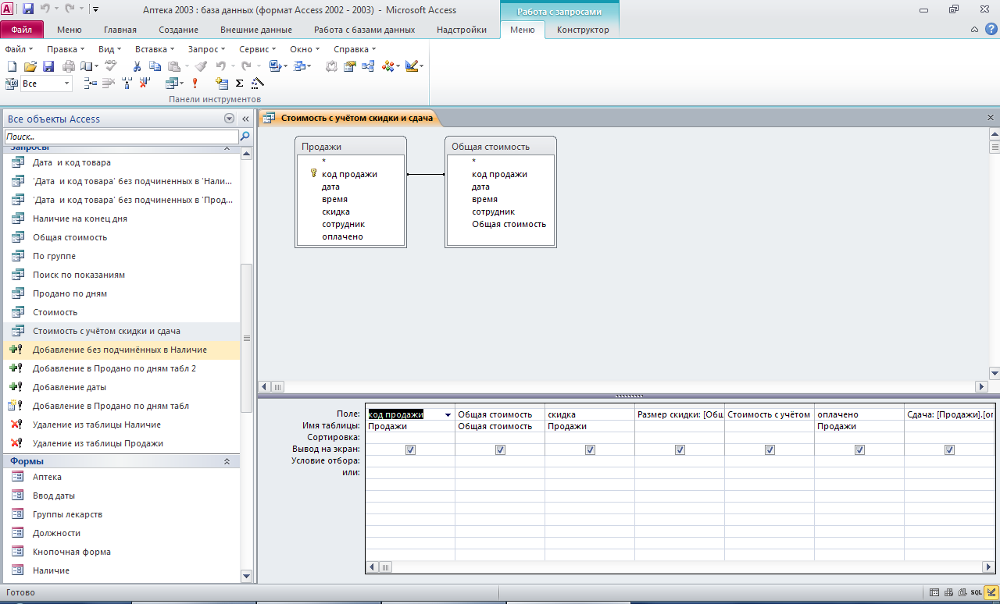 Аптека 2003 : база данных (формат Access 2002 - 2003) - Microsoft Access
Работа с запросами
Файл Меню Главная Создание Внешние данные Работа с базами данных Надстройки Меню Конструктор
Файл Правка Вид Вставка Запрос Сервис Окно Справка
Все
Панели инструментов
Все объекты Access
Поиск...
Запросы
Дата и код товара
'Дата и код товара' без подчиненных в 'Нали...
'Дата и код товара' без подчиненных в 'Прод...
Наличие на конец дня
Общая стоимость
По группе
Поиск по показаниям
Продано по дням
Стоимость
Стоимость с учётом скидки и сдача
Добавление без подчинённых в Наличие
Добавление в Продано по дням табл 2
Добавление даты
Добавление в Продано по дням табл
Удаление из таблицы Наличие
Удаление из таблицы Продажи
Формы
Аптека
Ввод даты
Группы лекарств
Должности
Кнопочная форма
Наличие
Стоимость с учётом скидки и сдача
Продажи
*
код продажи
дата
время
скидка
сотрудник
оплачено
Общая стоимость
*
код продажи
дата
время
сотрудник
Общая стоимость
Поле: код продажи Общая стоимость скидка Размер скидки: [Общ Стоимость с учётом оплачено Сдача: [Продажи].[оп
Имя таблицы: Продажи Общая стоимость Продажи Продажи
Сортировка:
Вывод на экран:
Условие отбора:
или:
Готово
SQL